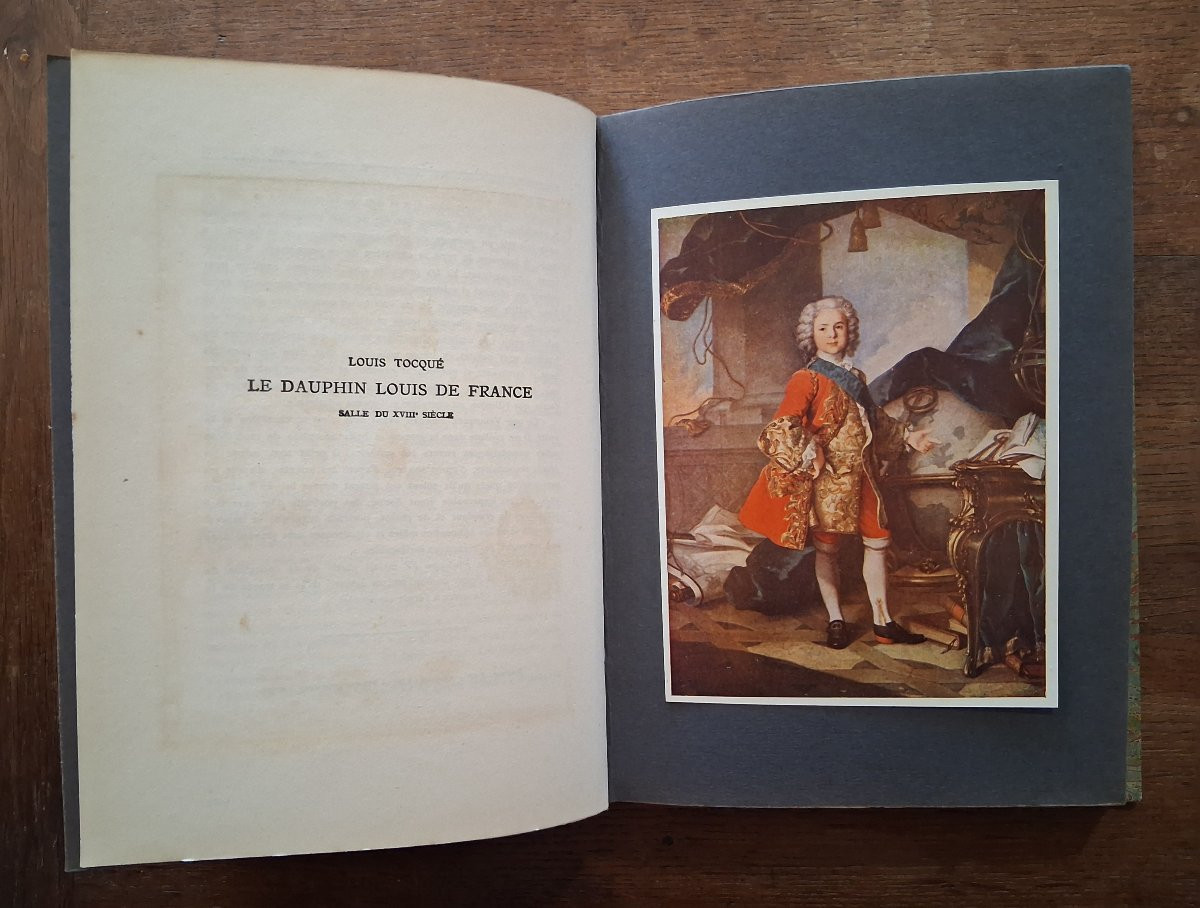 LOUIS TOCQUÉ
LE DAUPHIN LOUIS DE FRANCE
SALLE DU XVIIIᵉ SIÈCLE